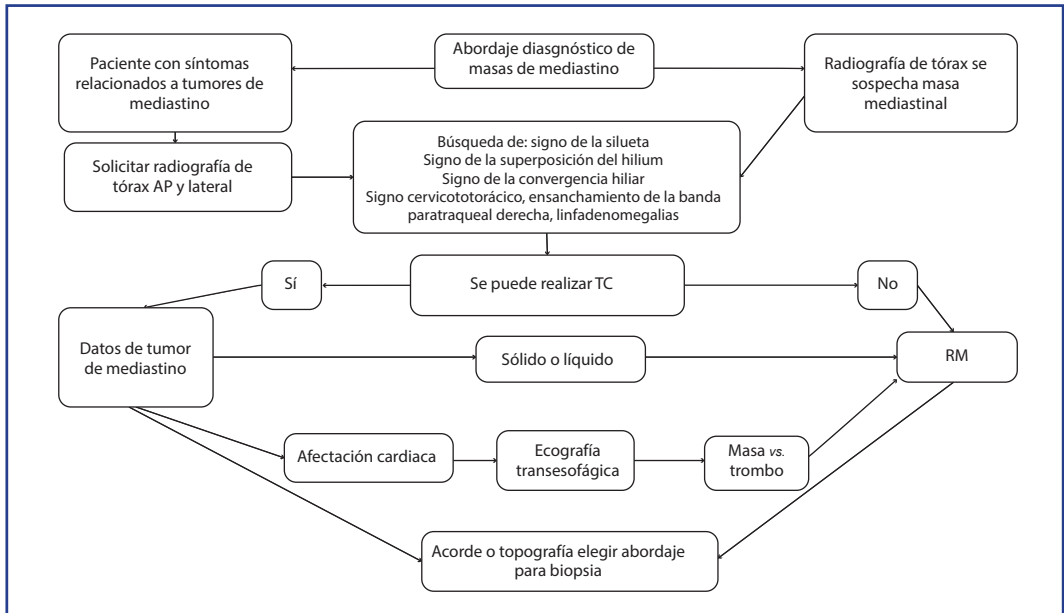 Abordaje diasgnóstico de
masas de mediastino
Paciente con síntomas
relacionados a tumores de
mediastino
Radiografía de tórax se
sospecha masa
mediastinal
Solicitar radiografía de
tórax AP y lateral
Búsqueda de: signo de la silueta
Signo de la superposición del hilium
Signo de la convergencia hiliar
Signo cervicototorácico, ensanchamiento de la banda
paratraqueal derecha, linfadenomegalias
Sí
Se puede realizar TC
No
Datos de tumor
de mediastino
Sólido o líquido
RM
Afectación cardiaca
Ecografía
transesofágica
Masa vs.
trombo
Acorde o topografía elegir abordaje
para biopsia